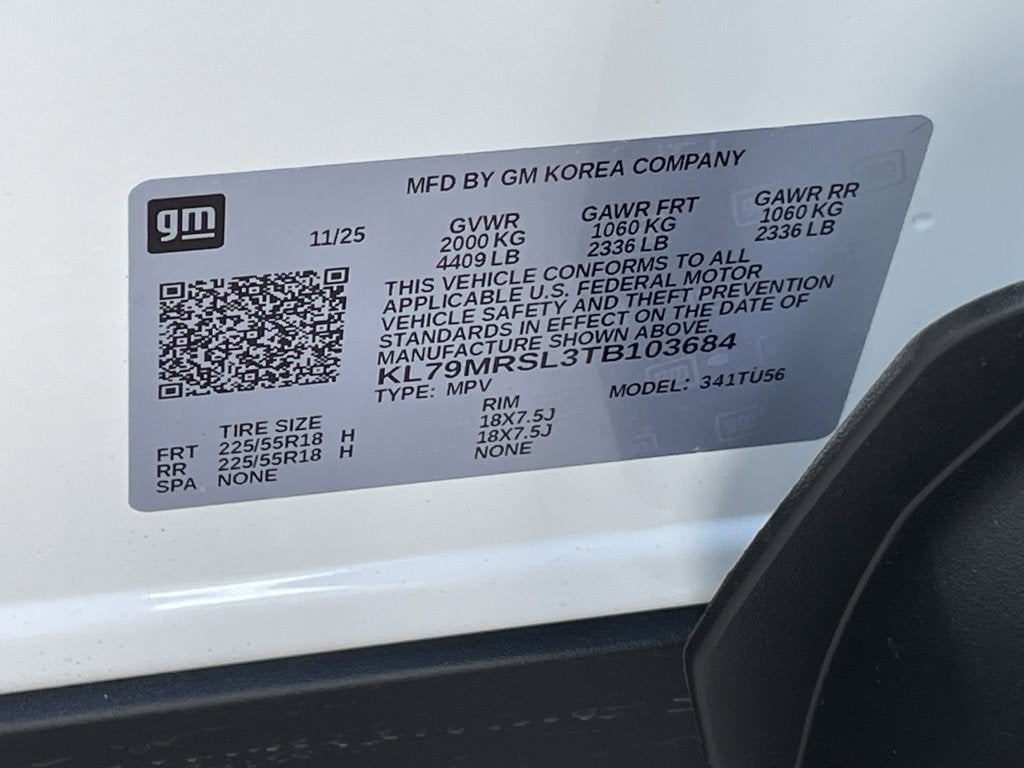 MFD BY GM KOREA COMPANY
gm
11/25
GVWR GAWR FRT GAWR RR
2000 KG 1060 KG 1060 KG
4409 LB 2336 LB 2336 LB
THIS VEHICLE CONFORMS TO ALL
APPLICABLE U.S. FEDERAL MOTOR
VEHICLE SAFETY AND THEFT PREVENTION
STANDARDS IN EFFECT ON THE DATE OF
MANUFACTURE SHOWN ABOVE.
KL79MRSL3TB103684
TYPE: MPV MODEL: 341TU56
TIRE SIZE RIM
FRT 225/55R18 H 18X7.5J
RR 225/55R18 H 18X7.5J
SPA NONE NONE